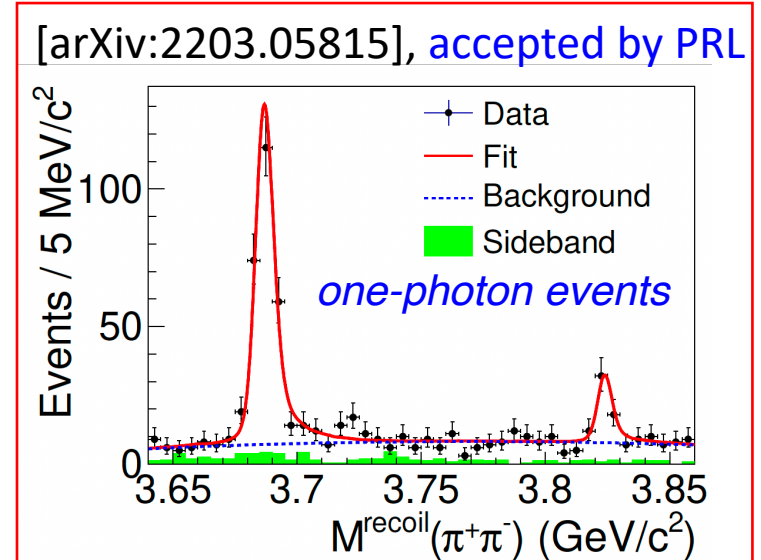 [arXiv:2203.05815], accepted by PRL
Events / 5 MeV/c²
100
50
0
Data
Fit
Background
Sideband
one-photon events
3.65 3.7 3.75 3.8 3.85
M^recoil(π⁺π⁻) (GeV/c²)